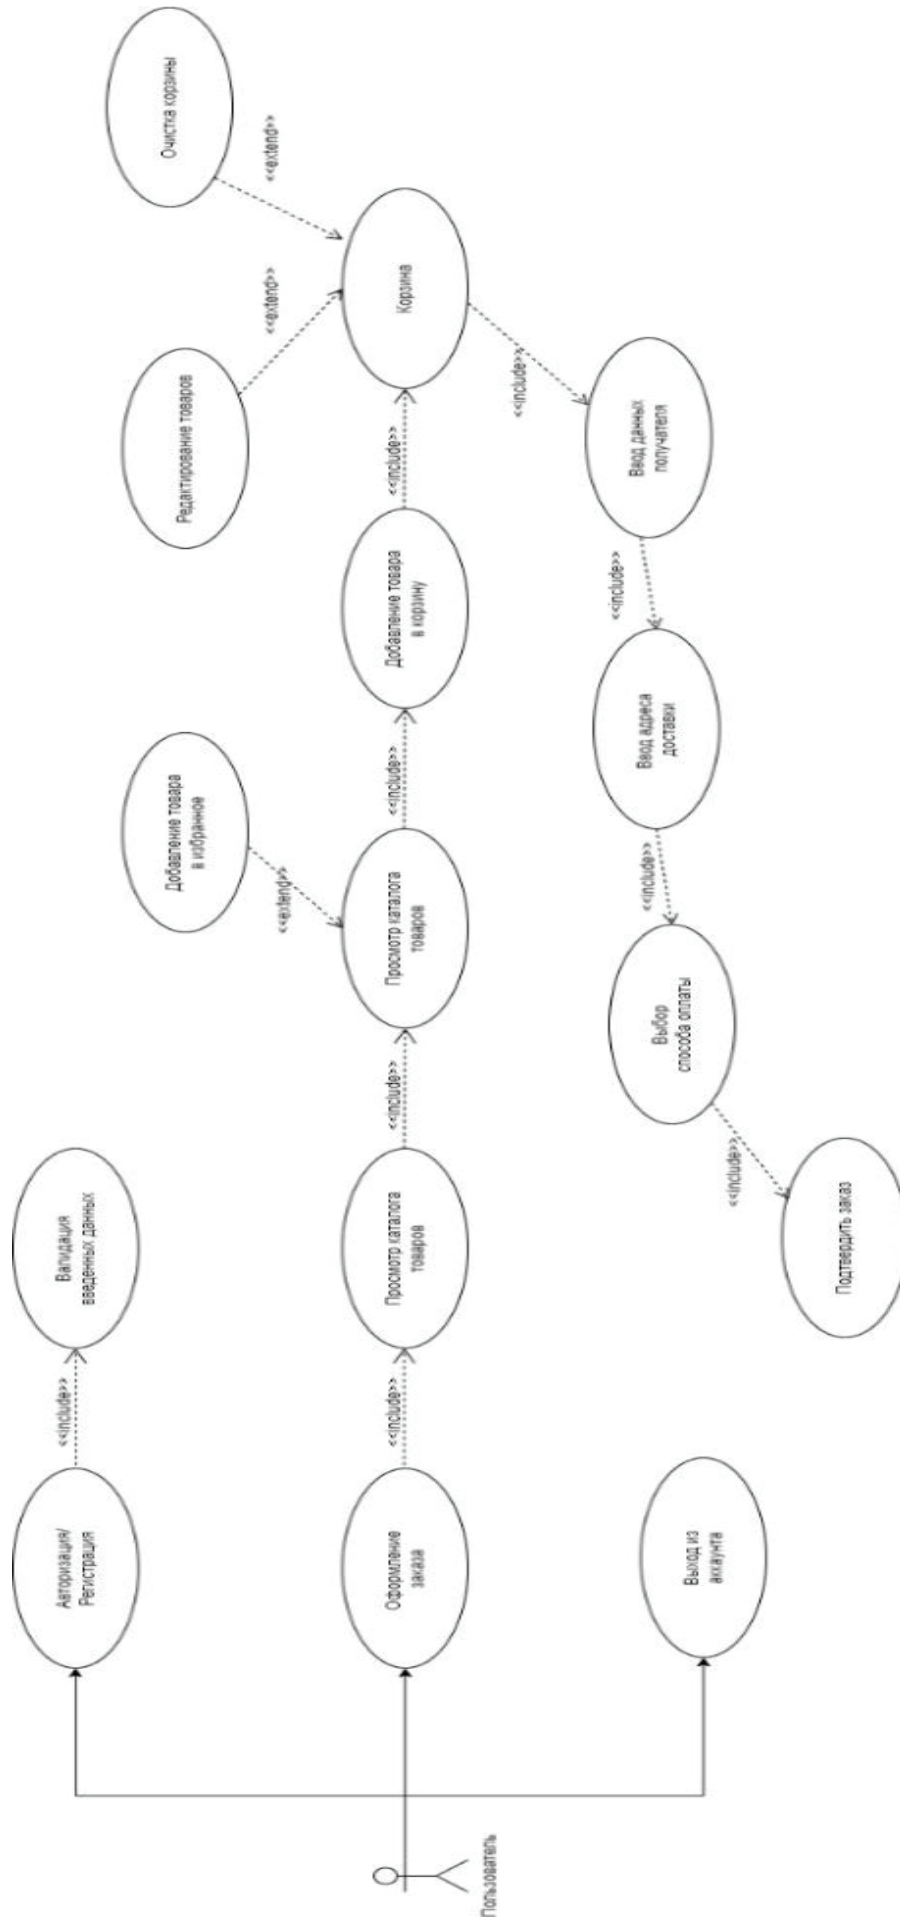 Пользователь
Авторизация/
Регистрация
<<include>>
Валидация
введенных данных
Оформление
заказа
<<include>>
Просмотр каталога
товаров
<<include>>
Просмотр каталога
товаров
<<extend>>
Добавление товара
в избранное
<<include>>
Добавление товара
в корзину
<<include>>
Корзина
<<extend>>
Редактирование товаров
<<extend>>
Очистка корзины
<<include>>
Ввод данных
получателя
<<include>>
Ввод адреса
доставки
<<include>>
Выбор
способа оплаты
<<include>>
Подтвердить заказ
Выход из
аккаунта